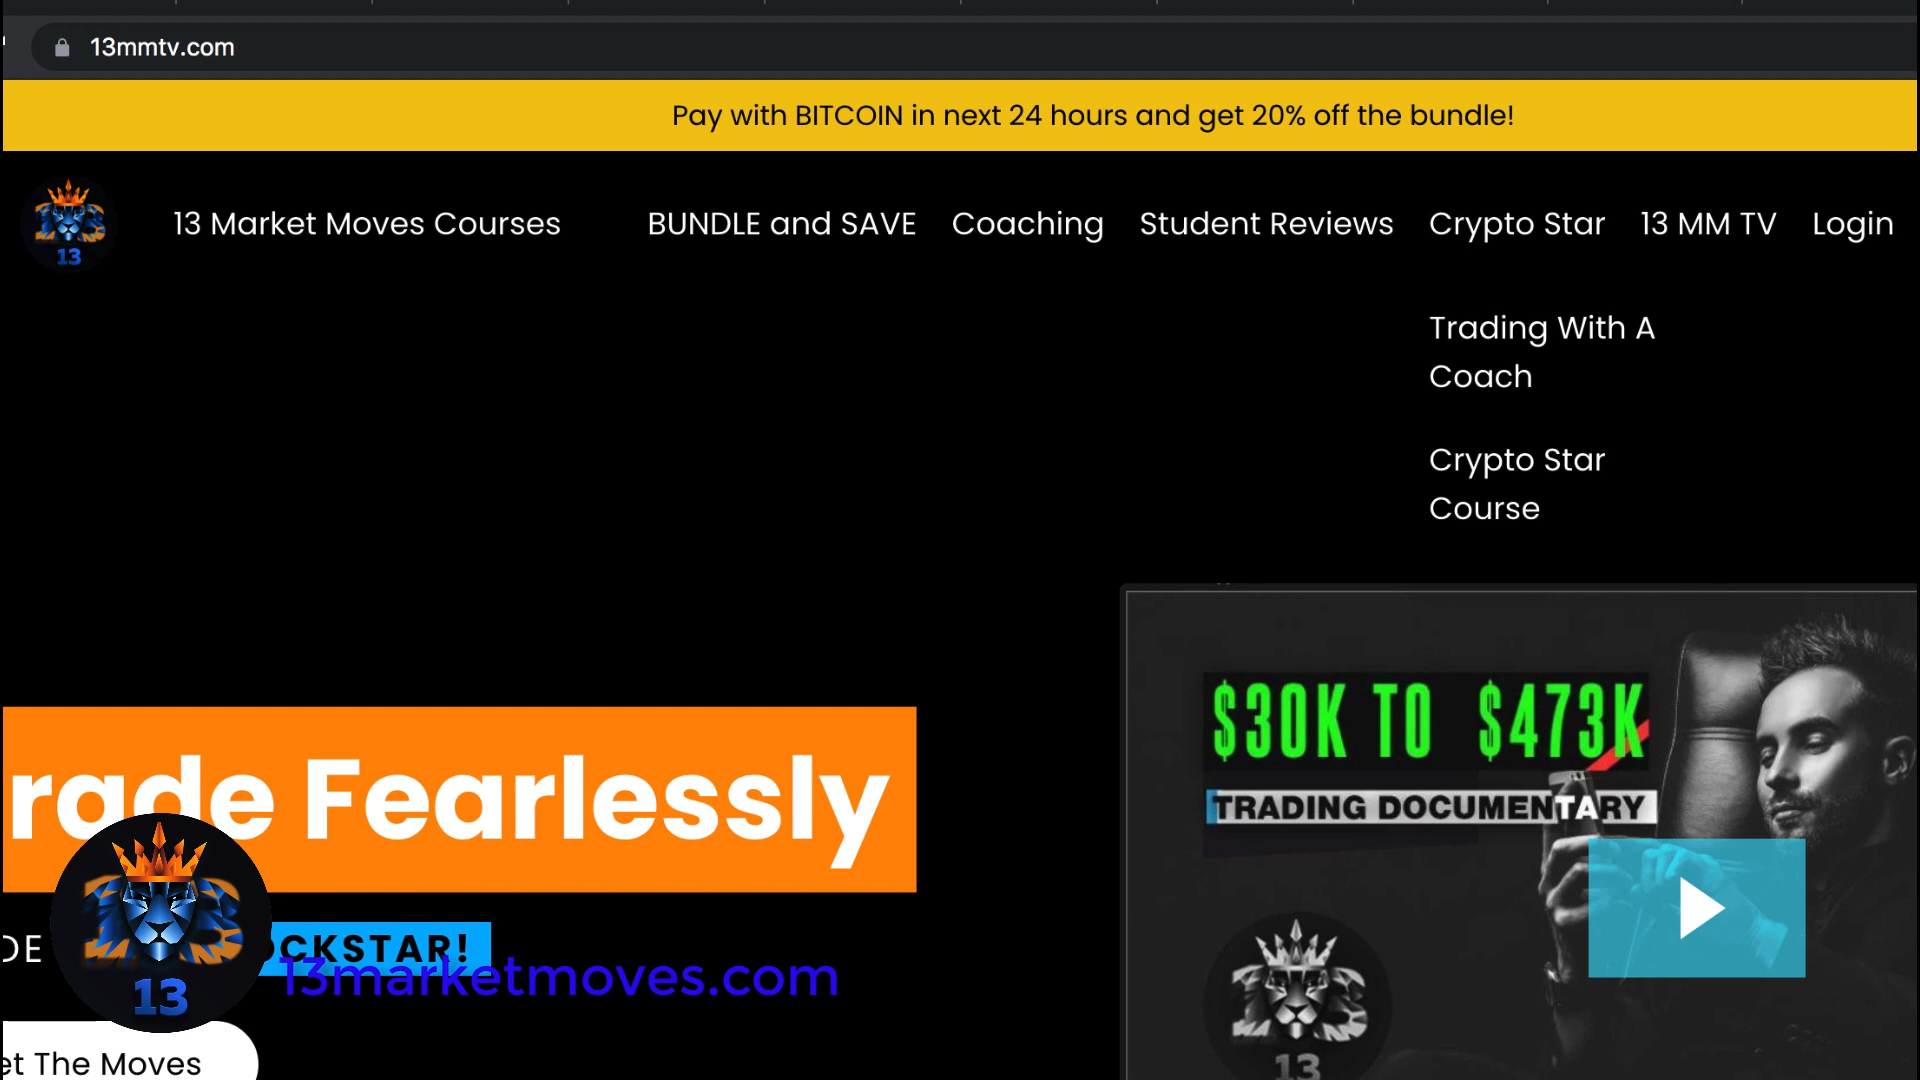 13mmtv.com
Pay with BITCOIN in next 24 hours and get 20% off the bundle!
13 Market Moves Courses BUNDLE and SAVE Coaching Student Reviews Crypto Star 13 MM TV Login
13
Trading With A
Coach
Crypto Star
Course
$30K TO $473K
TRADING DOCUMENTARY
rade Fearlessly
DE OCKSTAR!
13marketmoves.com
13
et The Moves
13